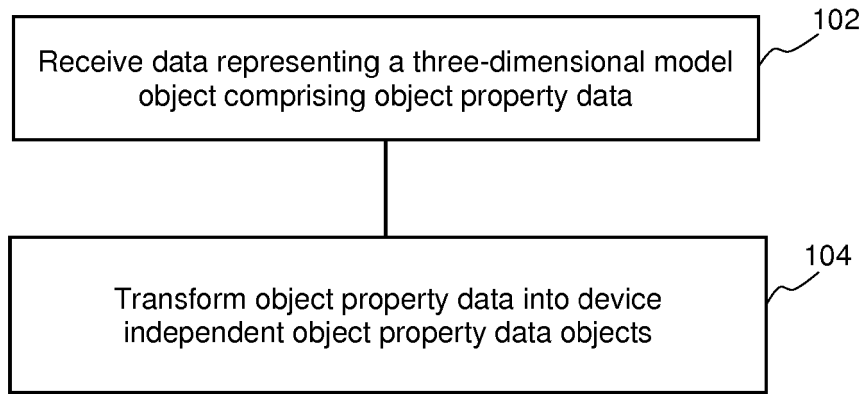 102
Receive data representing a three-dimensional model
object comprising object property data
104
Transform object property data into device
independent object property data objects